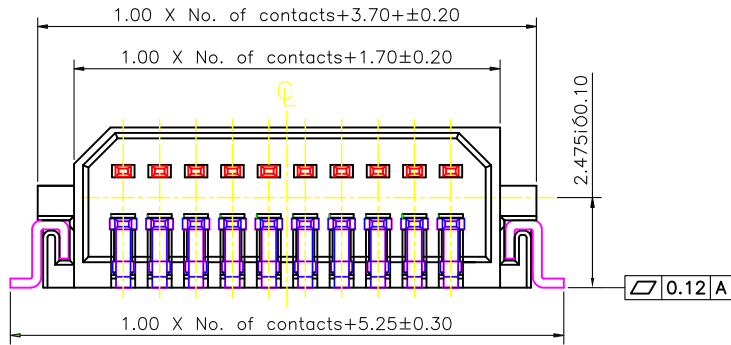 1.00 X No. of contacts+3.70+±0.20
1.00 X No. of contacts+1.70±0.20
℄
2.475ió0.10
0.12 A
1.00 X No. of contacts+5.25±0.30